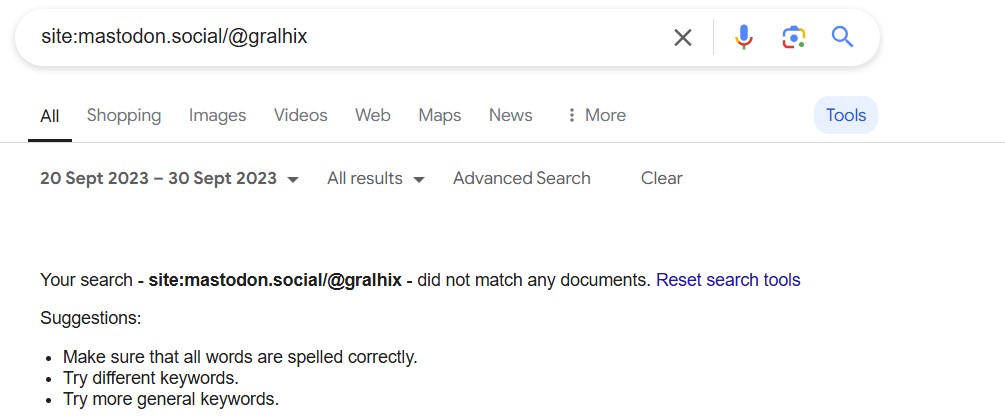 site:mastodon.social/@gralhix
All Shopping Images Videos Web Maps News More Tools
20 Sept 2023 – 30 Sept 2023 All results Advanced Search Clear
Your search - site:mastodon.social/@gralhix - did not match any documents. Reset search tools
Suggestions:
• Make sure that all words are spelled correctly.
• Try different keywords.
• Try more general keywords.